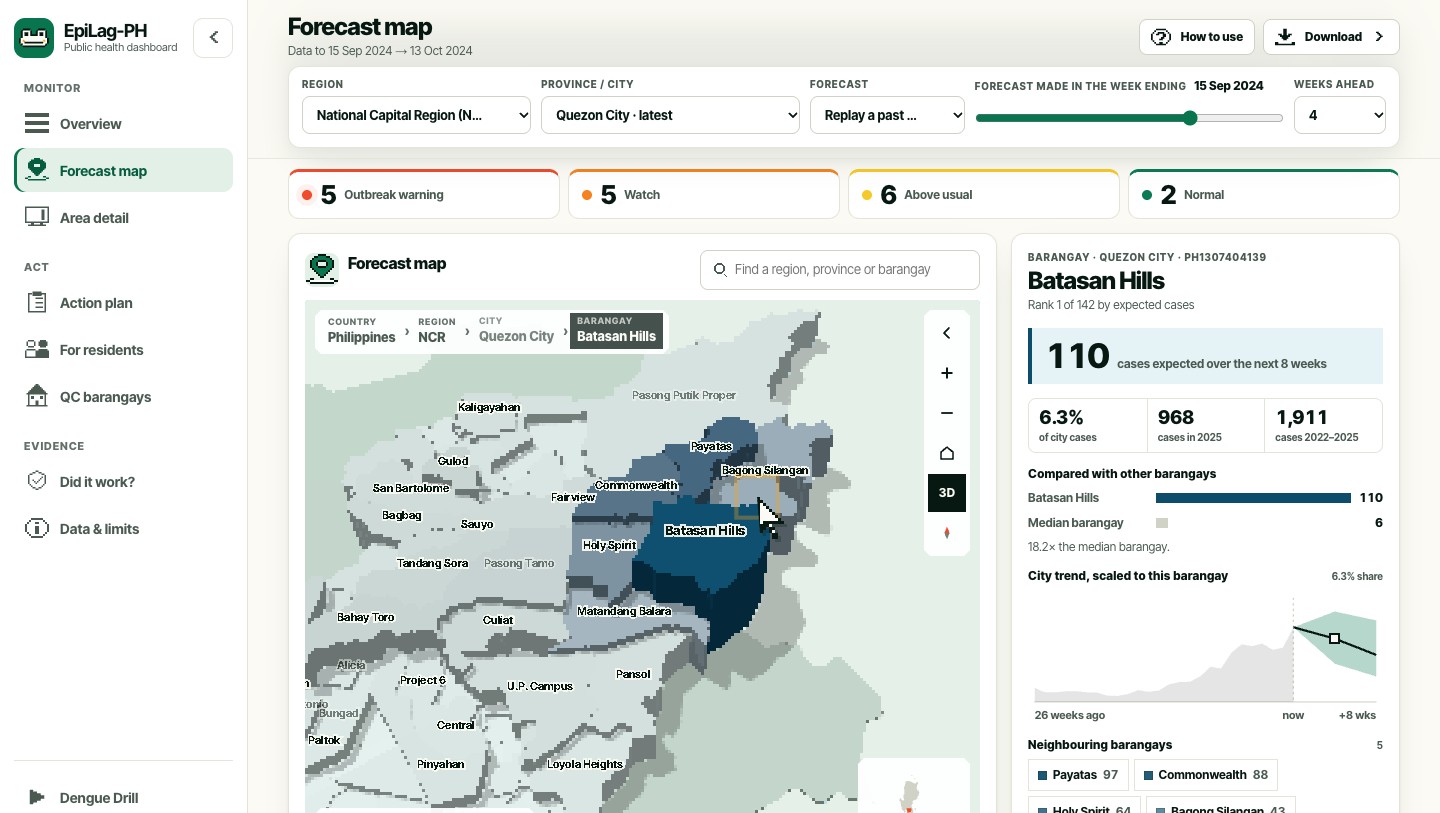 EpiLag-PH
Public health dashboard
MONITOR
Overview
Forecast map
Area detail
ACT
Action plan
For residents
QC barangays
EVIDENCE
Did it work?
Data & limits
Dengue Drill
Forecast map
Data to 15 Sep 2024 → 13 Oct 2024
How to use
Download
REGION
National Capital Region (N...
PROVINCE / CITY
Quezon City · latest
FORECAST
Replay a past ...
FORECAST MADE IN THE WEEK ENDING 15 Sep 2024
WEEKS AHEAD
4
5 Outbreak warning
5 Watch
6 Above usual
2 Normal
Forecast map
Find a region, province or barangay
COUNTRY
Philippines
›
REGION
NCR
›
CITY
Quezon City
›
BARANGAY
Batasan Hills
3D
Pasong Putik Proper
Kaligayahan
Payatas
Gulod
Bagong Silangan
San Bartolome
Commonwealth
Fairview
Bagbag
Sauyo
Batasan Hills
Holy Spirit
Tandang Sora
Pasong Tamo
Matandang Balara
Bahay Toro
Culiat
Alicia
Project 6
U.P. Campus
Pansol
Bungad
Central
Paltok
Pinyahan
Loyola Heights
BARANGAY · QUEZON CITY · PH1307404139
Batasan Hills
Rank 1 of 142 by expected cases
110 cases expected over the next 8 weeks
6.3%
of city cases
968
cases in 2025
1,911
cases 2022–2025
Compared with other barangays
Batasan Hills 110
Median barangay 6
18.2× the median barangay.
City trend, scaled to this barangay 6.3% share
26 weeks ago now +8 wks
Neighbouring barangays 5
Payatas 97
Commonwealth 88
Holy Spirit 64
Bagong Silangan 43